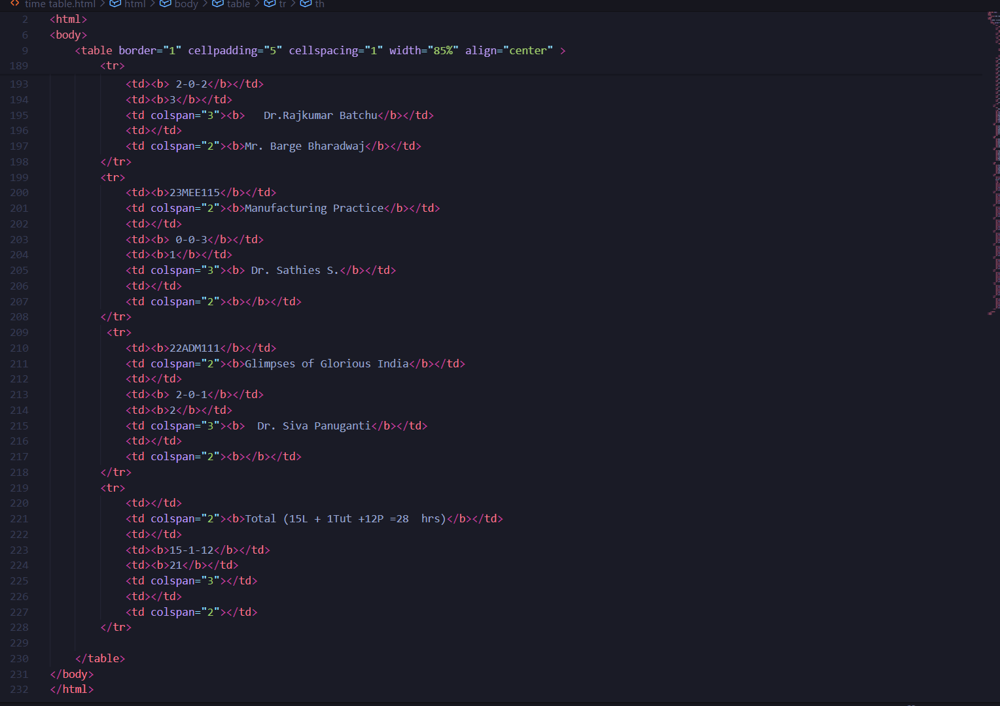 time table.html > html > body > table > tr > th
2 <html>
6 <body>
9 <table border="1" cellpadding="5" cellspacing="1" width="85%" align="center" >
189 <tr>
193 <td><b> 2-0-2</b></td>
194 <td><b>3</b></td>
195 <td colspan="3"><b>   Dr.Rajkumar Batchu</b></td>
196 <td></td>
197 <td colspan="2"><b>Mr. Barge Bharadwaj</b></td>
198 </tr>
199 <tr>
200 <td><b>23MEE115</b></td>
201 <td colspan="2"><b>Manufacturing Practice</b></td>
202 <td></td>
203 <td><b> 0-0-3</b></td>
204 <td><b>1</b></td>
205 <td colspan="3"><b> Dr. Sathies S.</b></td>
206 <td></td>
207 <td colspan="2"><b></b></td>
208 </tr>
209 <tr>
210 <td><b>22ADM111</b></td>
211 <td colspan="2"><b>Glimpses of Glorious India</b></td>
212 <td></td>
213 <td><b> 2-0-1</b></td>
214 <td><b>2</b></td>
215 <td colspan="3"><b>  Dr. Siva Panuganti</b></td>
216 <td></td>
217 <td colspan="2"><b></b></td>
218 </tr>
219 <tr>
220 <td></td>
221 <td colspan="2"><b>Total (15L + 1Tut +12P =28  hrs)</b></td>
222 <td></td>
223 <td><b>15-1-12</b></td>
224 <td><b>21</b></td>
225 <td colspan="3"></td>
226 <td></td>
227 <td colspan="2"></td>
228 </tr>
229
230 </table>
231 </body>
232 </html>